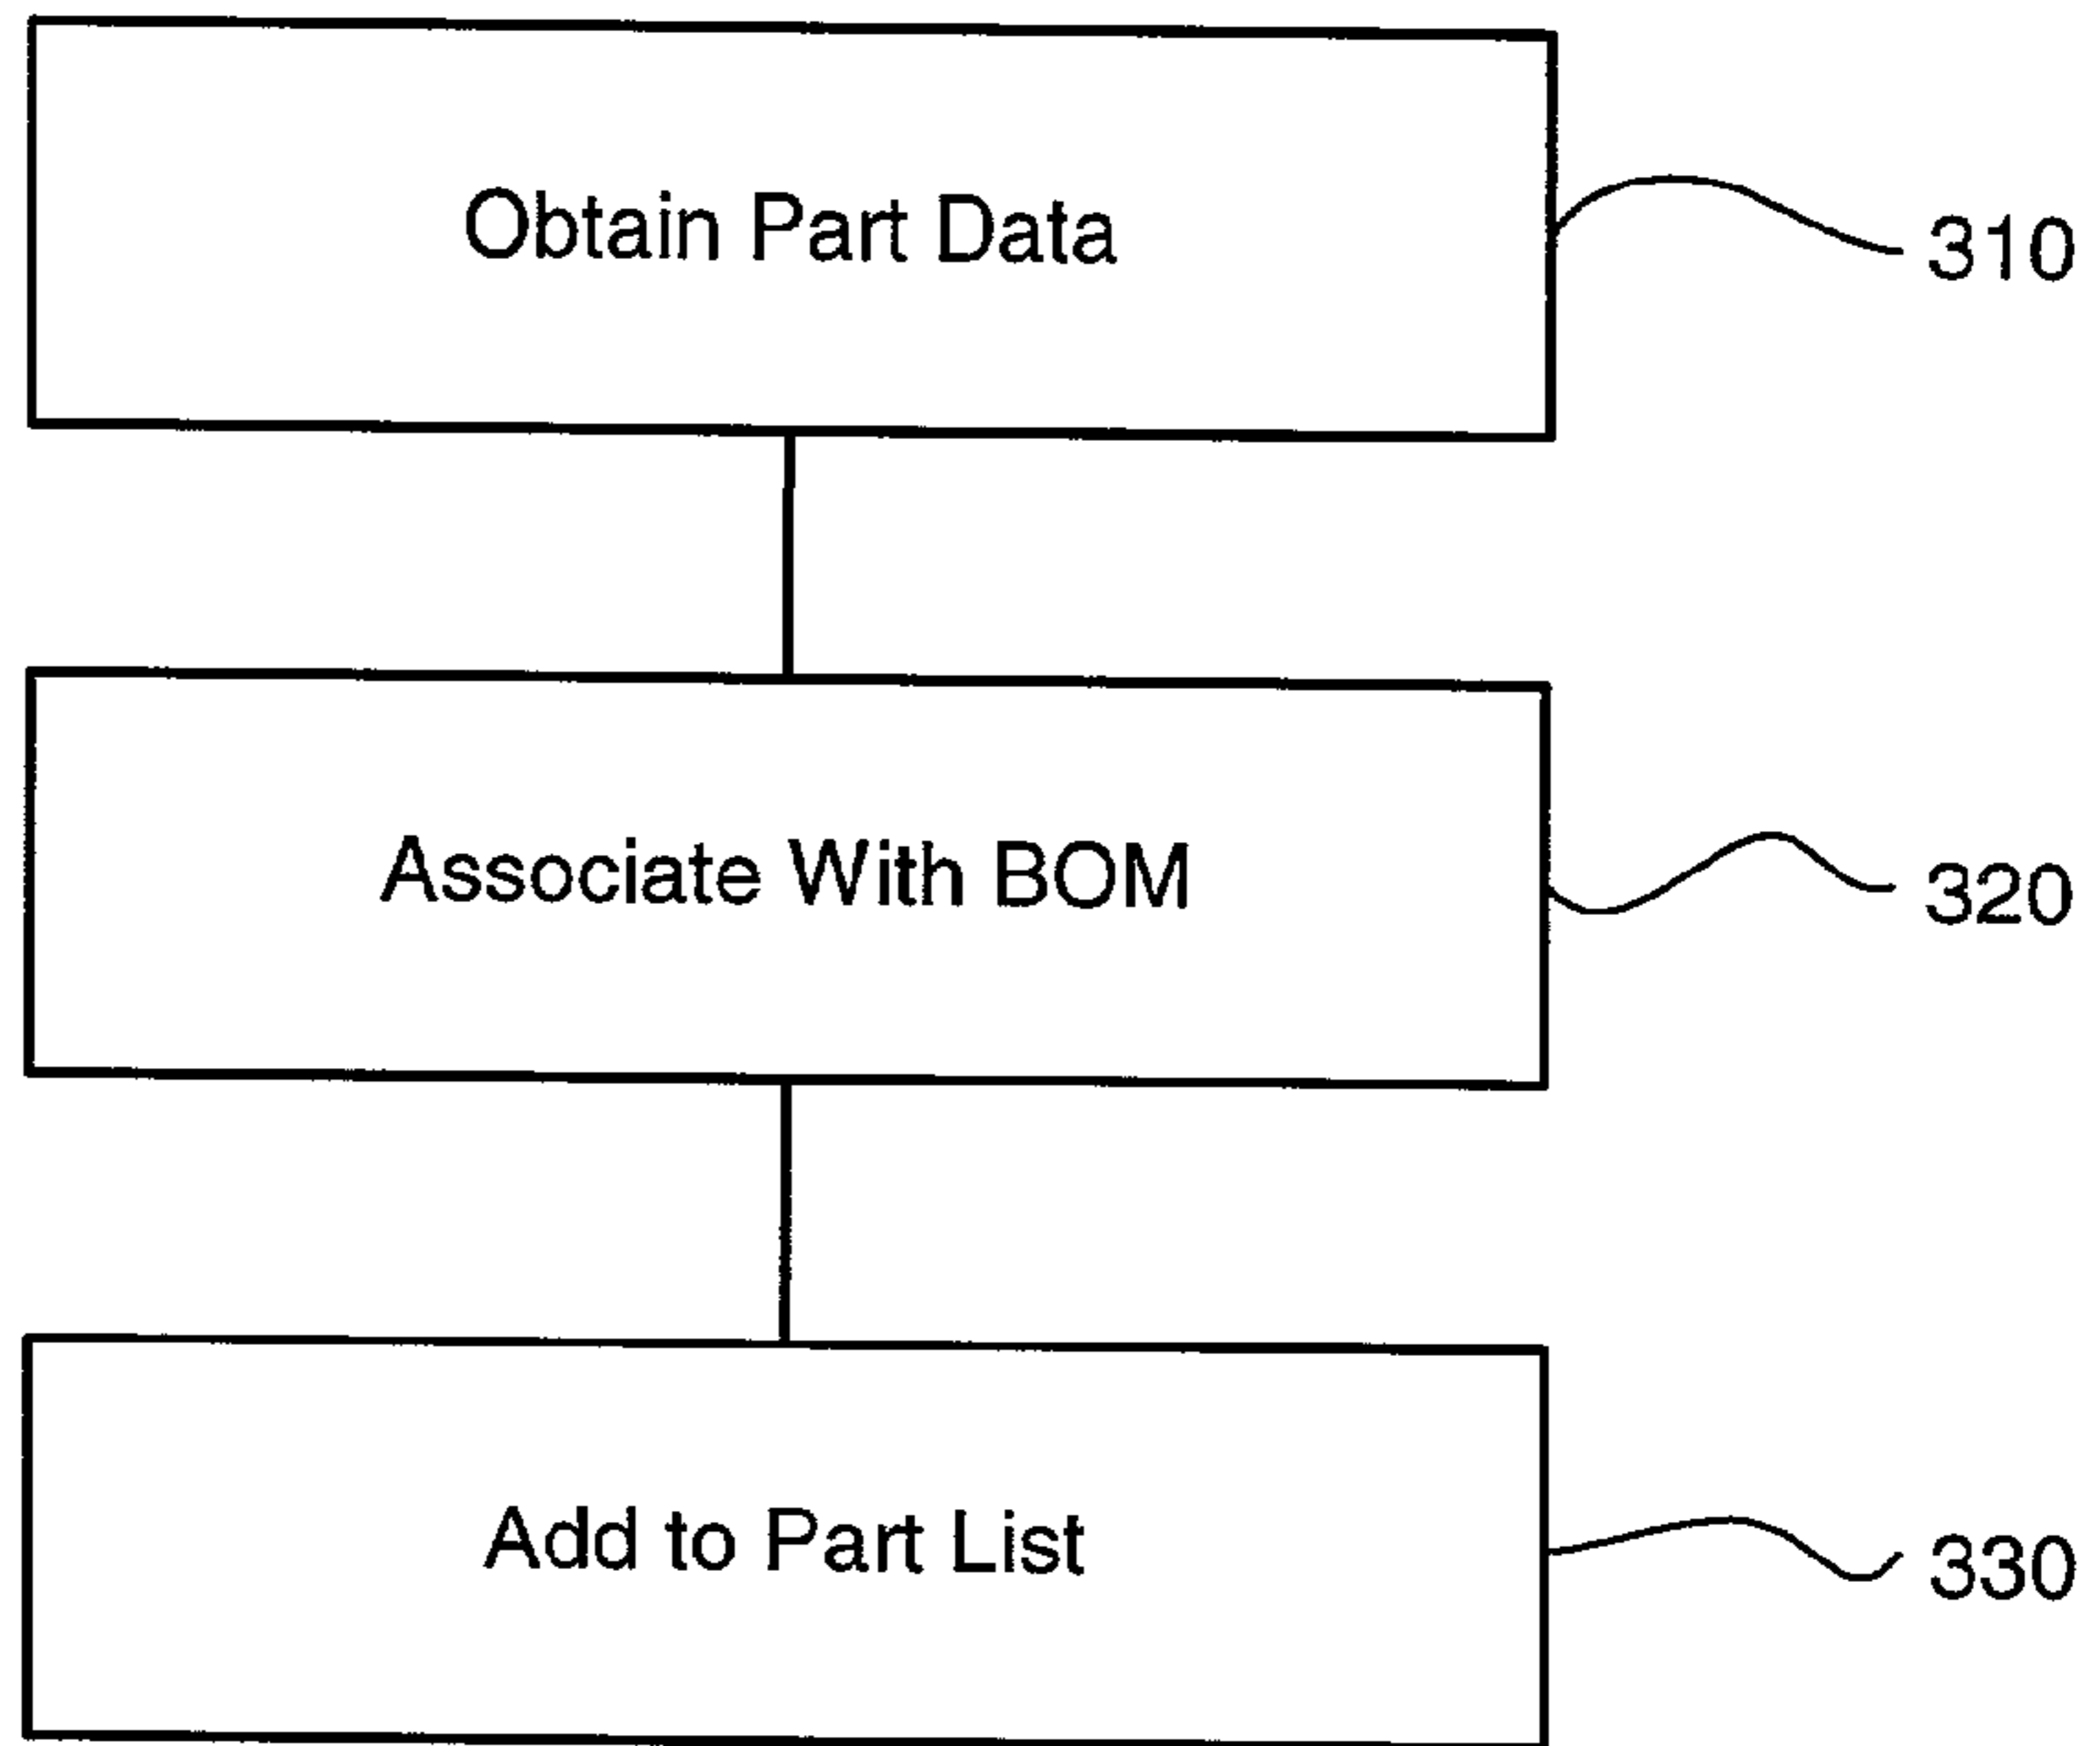 Obtain Part Data
310
Associate With BOM
320
Add to Part List
330